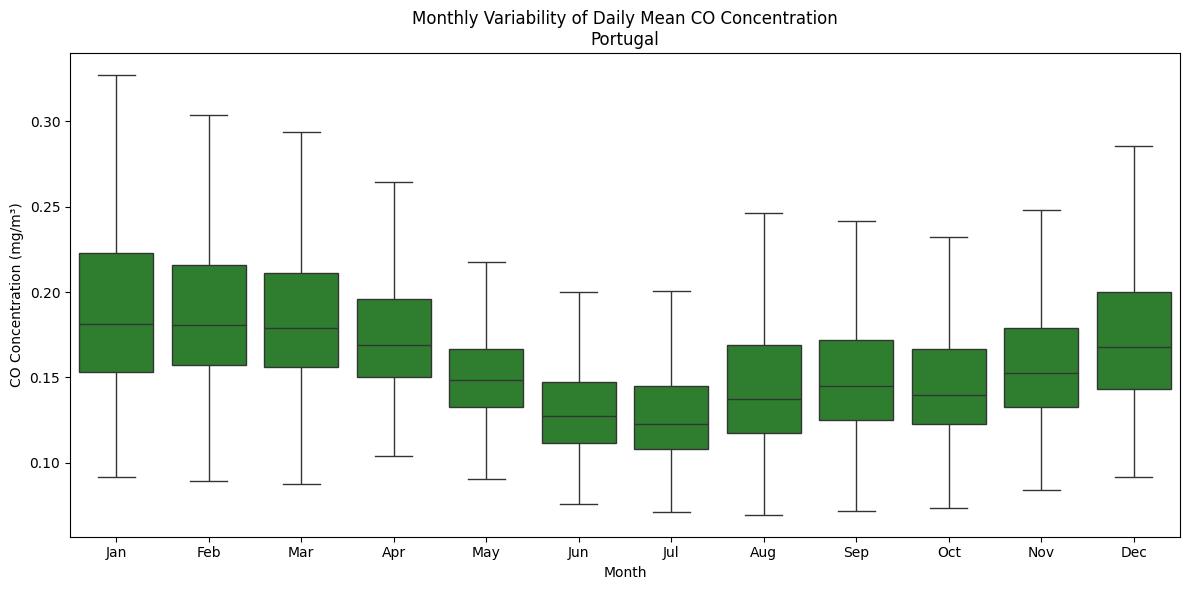 Monthly Variability of Daily Mean CO Concentration
Portugal
CO Concentration (mg/m³)
0.30
0.25
0.20
0.15
0.10
Jan Feb Mar Apr May Jun Jul Aug Sep Oct Nov Dec
Month